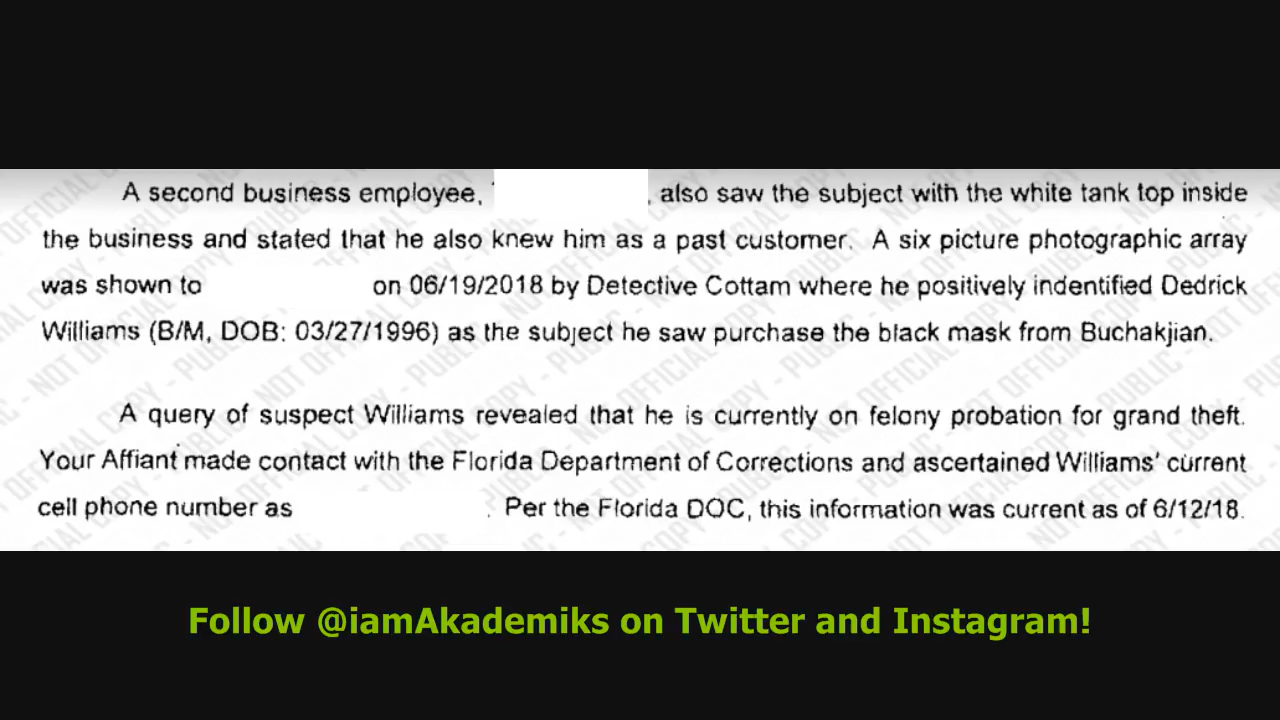 A second business employee, , also saw the subject with the white tank top inside
the business and stated that he also knew him as a past customer. A six picture photographic array
was shown to on 06/19/2018 by Detective Cottam where he positively indentified Dedrick
Williams (B/M, DOB: 03/27/1996) as the subject he saw purchase the black mask from Buchakjian.
A query of suspect Williams revealed that he is currently on felony probation for grand theft.
Your Affiant made contact with the Florida Department of Corrections and ascertained Williams' current
cell phone number as . Per the Florida DOC, this information was current as of 6/12/18.
Follow @iamAkademiks on Twitter and Instagram!